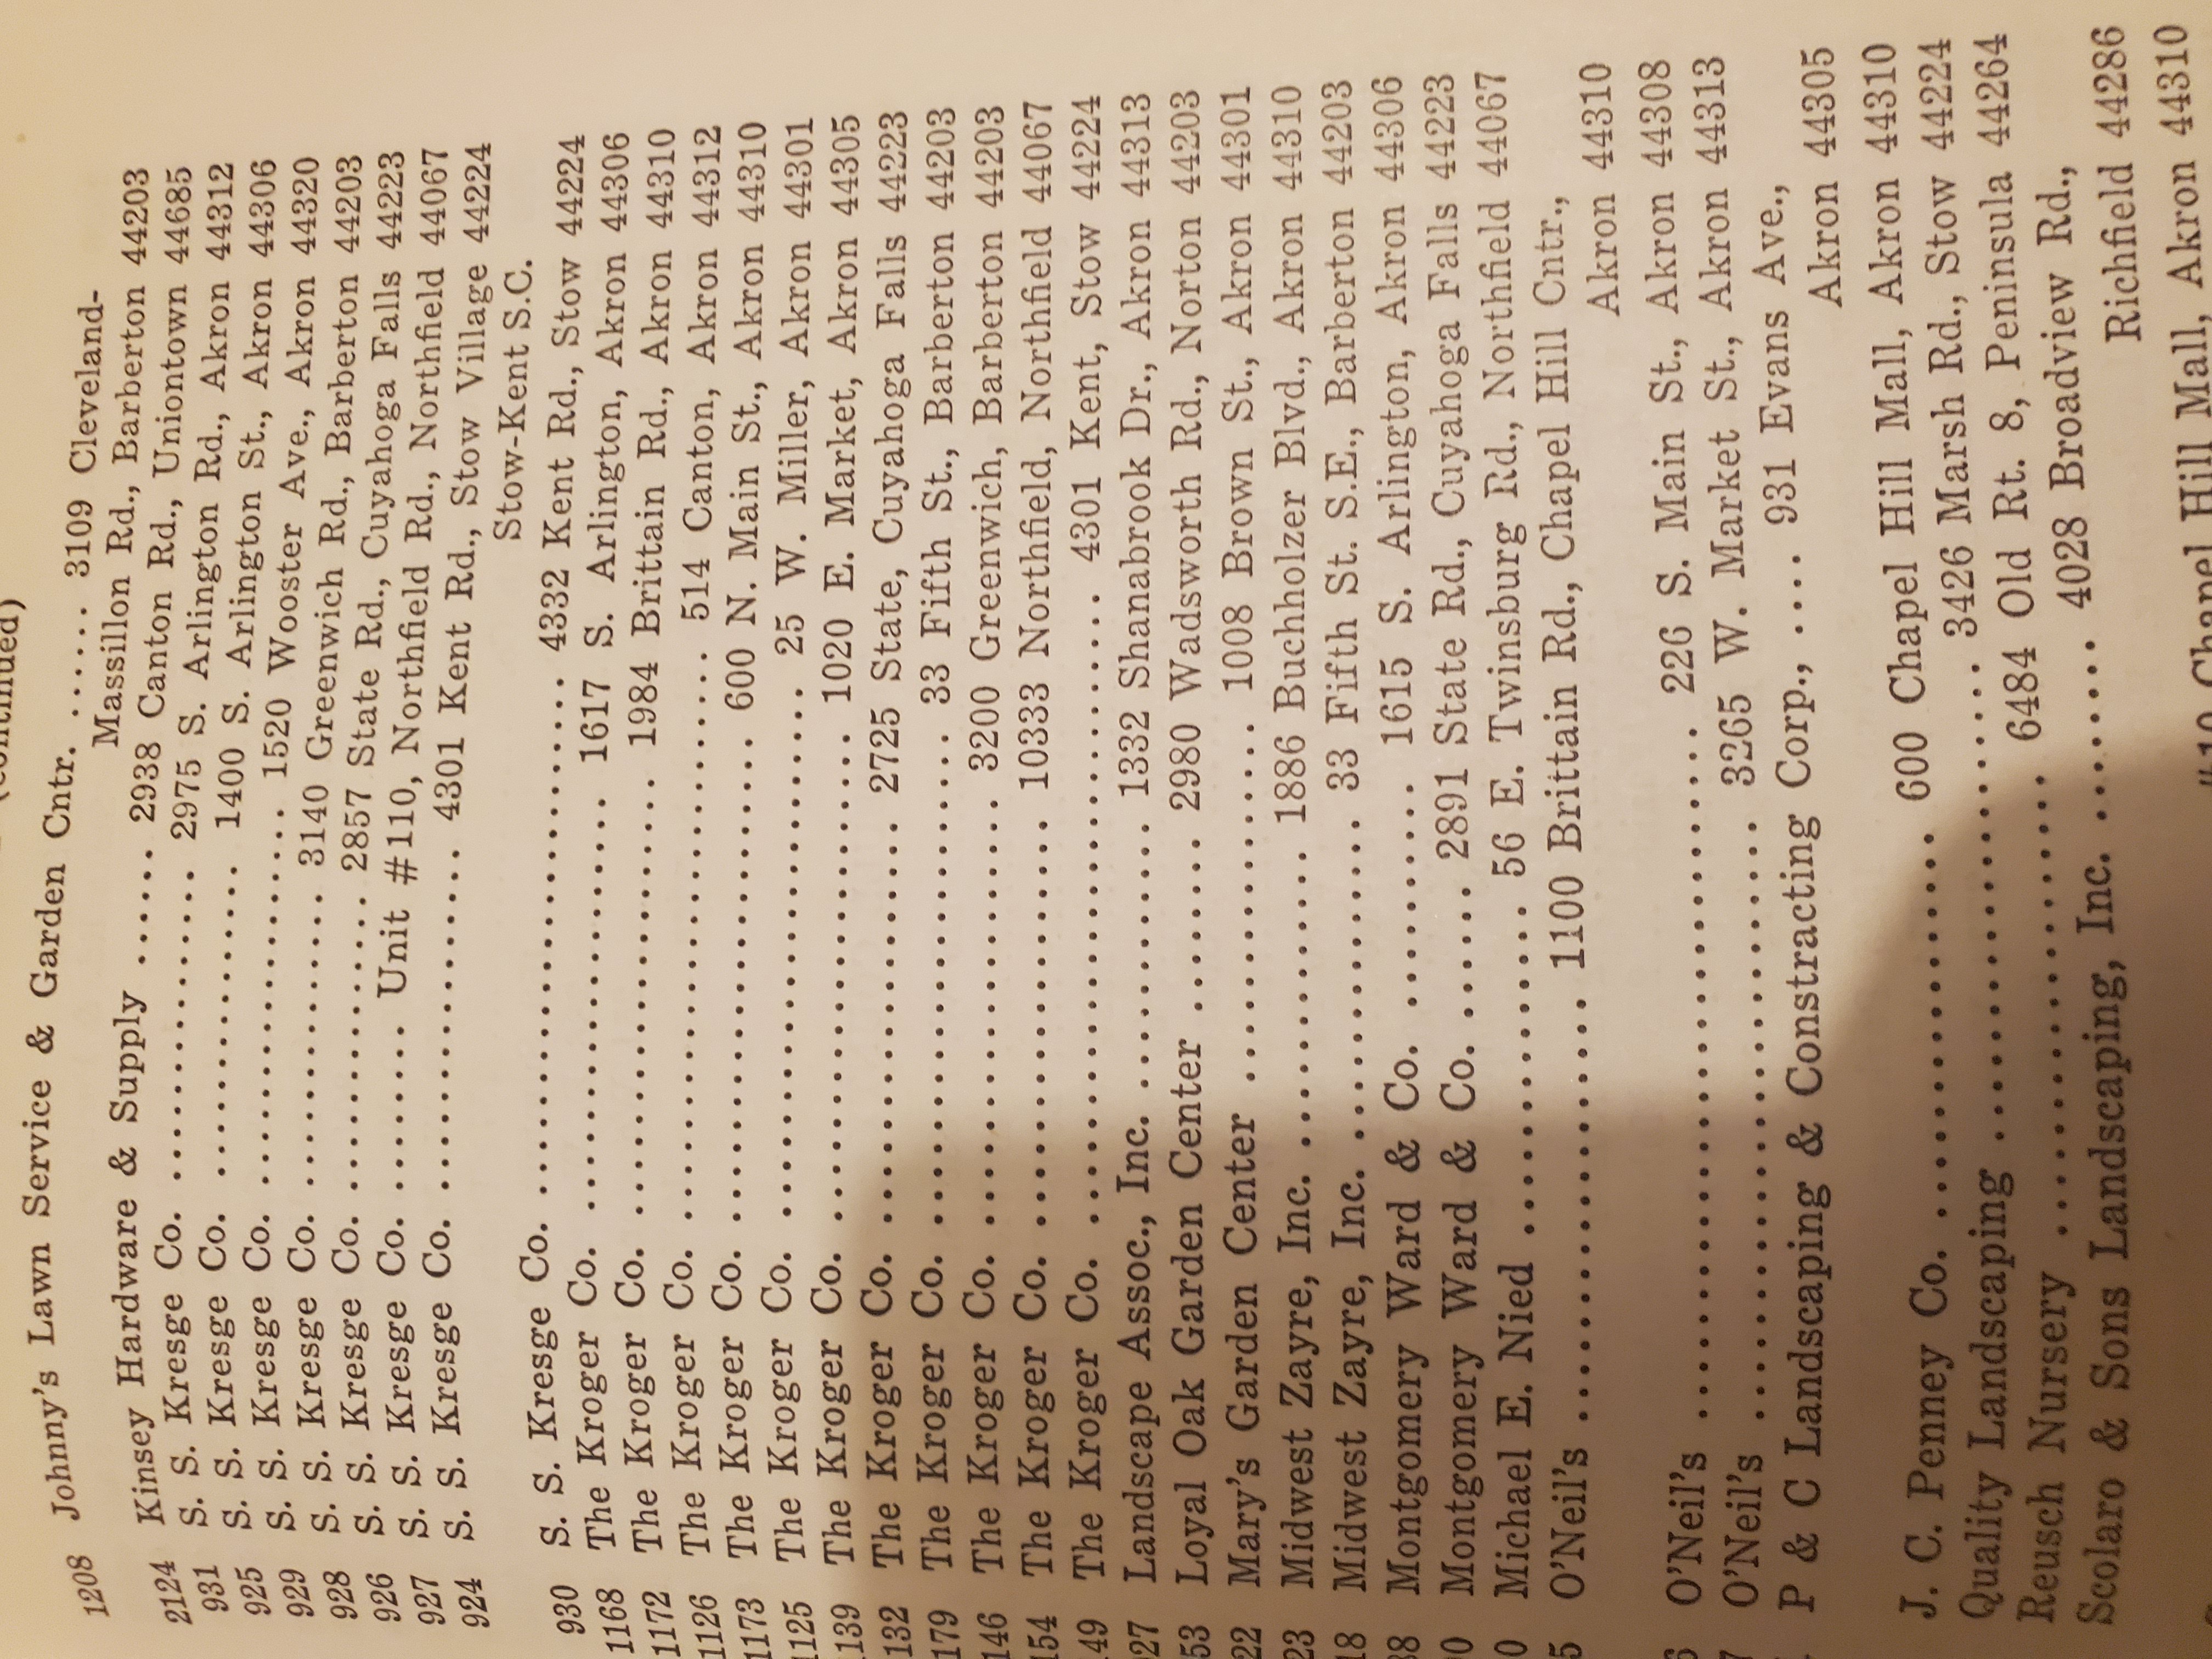 (continued)
1208 Johnny's Lawn Service & Garden Cntr. ...... 3109 Cleveland-
Massillon Rd., Barberton 44203
2124 Kinsey Hardware & Supply ...... 2938 Canton Rd., Uniontown 44685
931 S. S. Kresge Co. .................. 2975 S. Arlington Rd., Akron 44312
925 S. S. Kresge Co. .................. 1400 S. Arlington St., Akron 44306
929 S. S. Kresge Co. .................... 1520 Wooster Ave., Akron 44320
928 S. S. Kresge Co. ................. 3140 Greenwich Rd., Barberton 44203
926 S. S. Kresge Co. ................ 2857 State Rd., Cuyahoga Falls 44223
927 S. S. Kresge Co. .......... Unit #110, Northfield Rd., Northfield 44067
924 S. S. Kresge Co. ................... 4301 Kent Rd., Stow Village 44224
Stow-Kent S.C.
930 S. S. Kresge Co. ............................ 4332 Kent Rd., Stow 44224
1168 The Kroger Co. ...................... 1617 S. Arlington, Akron 44306
1172 The Kroger Co. ....................... 1984 Brittain Rd., Akron 44310
1126 The Kroger Co. ............................. 514 Canton, Akron 44312
1173 The Kroger Co. ......................... 600 N. Main St., Akron 44310
1125 The Kroger Co. ............................ 25 W. Miller, Akron 44301
1139 The Kroger Co. .......................... 1020 E. Market, Akron 44305
132 The Kroger Co. ..................... 2725 State, Cuyahoga Falls 44223
179 The Kroger Co. ........................ 33 Fifth St., Barberton 44203
146 The Kroger Co. ...................... 3200 Greenwich, Barberton 44203
154 The Kroger Co. ..................... 10333 Northfield, Northfield 44067
49 The Kroger Co. ................................ 4301 Kent, Stow 44224
27 Landscape Assoc., Inc. .............. 1332 Shanabrook Dr., Akron 44313
53 Loyal Oak Garden Center ......... 2980 Wadsworth Rd., Norton 44203
22 Mary's Garden Center .................. 1008 Brown St., Akron 44301
23 Midwest Zayre, Inc. .............. 1886 Buchholzer Blvd., Akron 44310
18 Midwest Zayre, Inc. ................ 33 Fifth St. S.E., Barberton 44203
38 Montgomery Ward & Co. ............ 1615 S. Arlington, Akron 44306
0 Montgomery Ward & Co. ....... 2891 State Rd., Cuyahoga Falls 44223
0 Michael E. Nied ................ 56 E. Twinsburg Rd., Northfield 44067
5 O'Neil's .................... 1100 Brittain Rd., Chapel Hill Cntr.,
Akron 44310
O'Neil's ................................ 226 S. Main St., Akron 44308
O'Neil's ............................ 3265 W. Market St., Akron 44313
P & C Landscaping & Constracting Corp., .... 931 Evans Ave.,
Akron 44305
J. C. Penney Co. ................... 600 Chapel Hill Mall, Akron 44310
Quality Landscaping ....................... 3426 Marsh Rd., Stow 44224
Reusch Nursery .................... 6484 Old Rt. 8, Peninsula 44264
Scolaro & Sons Landscaping, Inc. ........ 4028 Broadview Rd.,
Richfield 44286
#10 Chapel Hill Mall, Akron 44310